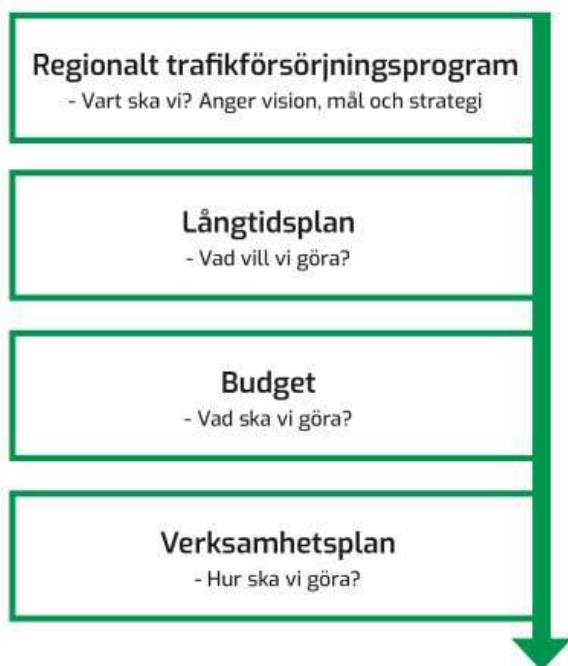 Regionalt trafikförsörjningsprogram
- Vart ska vi? Anger vision, mål och strategi
Långtidsplan
- Vad vill vi göra?
Budget
- Vad ska vi göra?
Verksamhetsplan
- Hur ska vi göra?